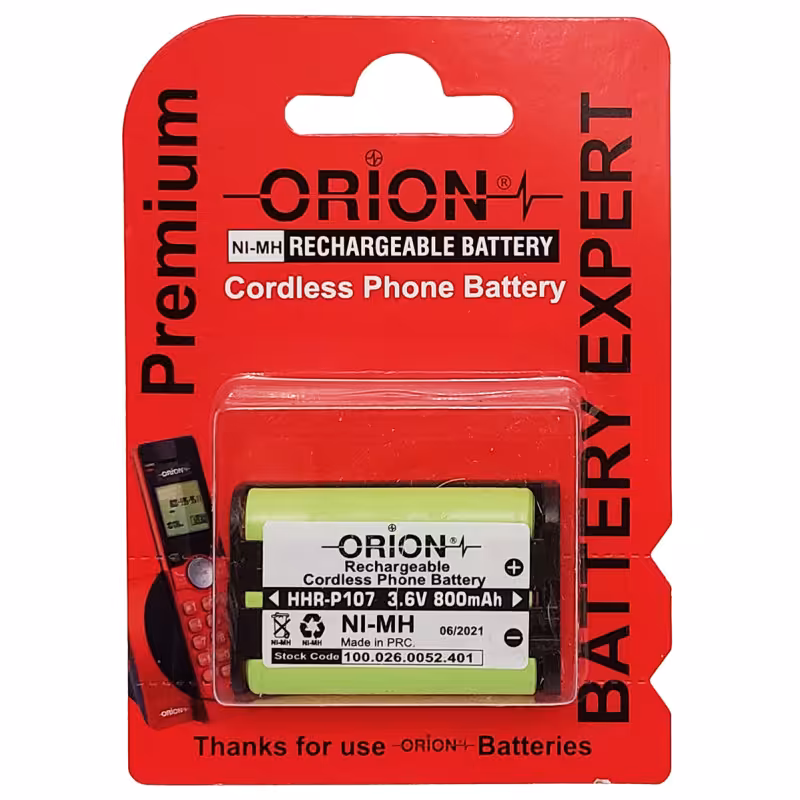 Premium
ORION®
NI-MH RECHARGEABLE BATTERY
Cordless Phone Battery
BATTERY EXPERT
ORION
ORION®
Rechargeable
Cordless Phone Battery
HHR-P107 3.6V 800mAh
+
NI-MH 06/2021
Made in PRC.
−
Stock Code 100.026.0052.401
ORION
Thanks for use ORION Batteries